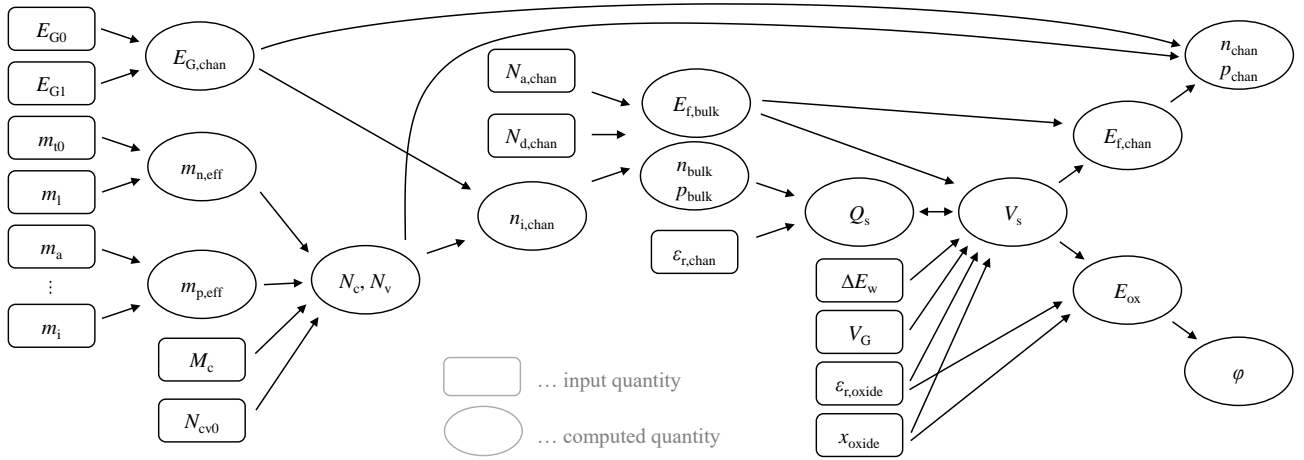 E_G0
E_G1
m_t0
m_l
m_a
⋮
m_i
E_G,chan
m_n,eff
m_p,eff
M_c
N_cv0
N_c, N_v
n_i,chan
N_a,chan
N_d,chan
E_f,bulk
n_bulk
p_bulk
ε_r,chan
Q_s
V_s
ΔE_w
V_G
ε_r,oxide
x_oxide
n_chan
p_chan
E_f,chan
E_ox
φ
... input quantity
... computed quantity